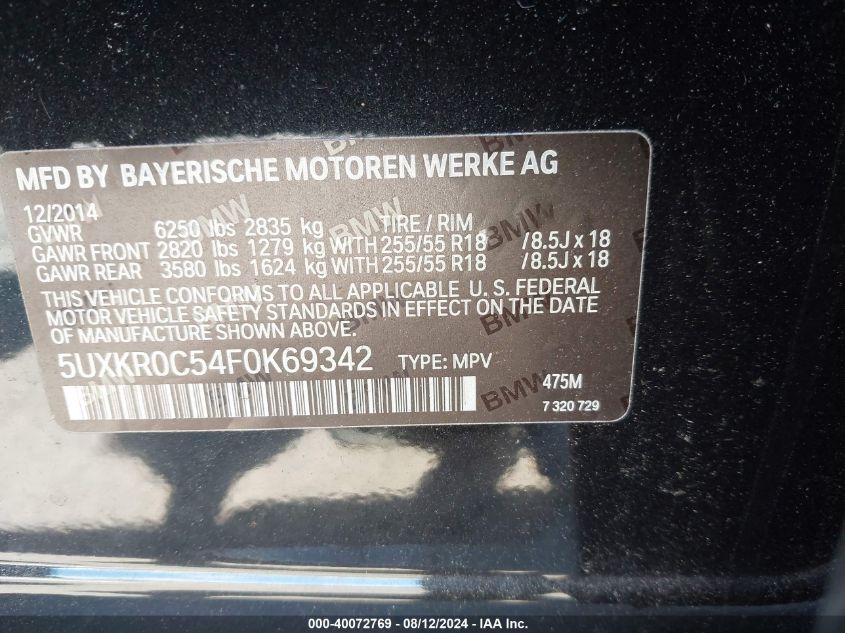 MFD BY BAYERISCHE MOTOREN WERKE AG
12/2014
GVWR 6250 lbs 2835 kg TIRE / RIM
GAWR FRONT 2820 lbs 1279 kg WITH 255/55 R18 /8.5J x 18
GAWR REAR 3580 lbs 1624 kg WITH 255/55 R18 /8.5J x 18
THIS VEHICLE CONFORMS TO ALL APPLICABLE U. S. FEDERAL
MOTOR VEHICLE SAFETY STANDARDS IN EFFECT ON THE DATE
OF MANUFACTURE SHOWN ABOVE.
5UXKR0C54F0K69342 TYPE: MPV
475M
7 320 729
000-40072769 - 08/12/2024 - IAA Inc.